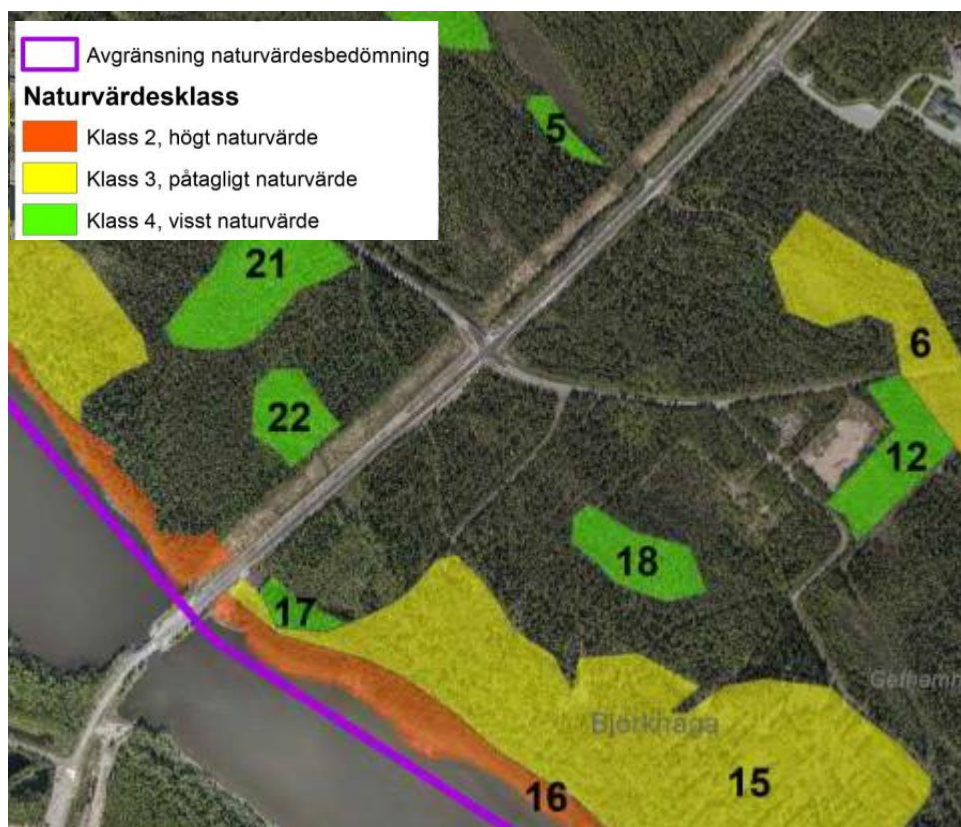 Avgränsning naturvärdesbedömning
Naturvärdesklass
Klass 2, högt naturvärde
Klass 3, påtagligt naturvärde
Klass 4, visst naturvärde
5
21
6
22
12
18
17
Björkhaga
15
16